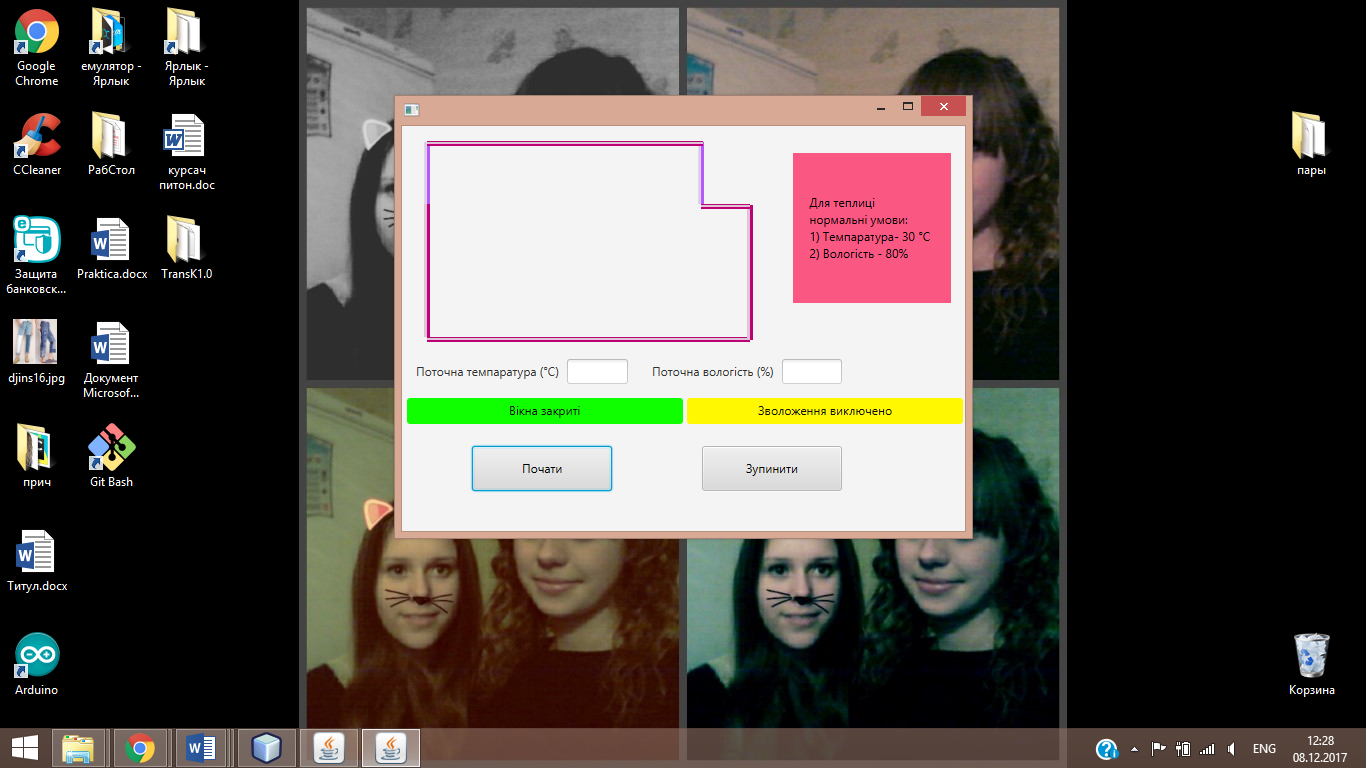 Google
Chrome
емулятор -
Ярлык
Ярлык -
Ярлык
CCleaner
РабСтол
курсач
питон.doc
Защита
банковск...
Praktica.docx
TransK1.0
djins16.jpg
Документ
Microsof...
прич
Git Bash
Титул.docx
Arduino
пары
Корзина
Для теплиці
нормальні умови:
1) Темпаратура- 30 °C
2) Вологість - 80%
Поточна темпаратура (°C)
Поточна вологість (%)
Вікна закриті
Зволоження виключено
Почати
Зупинити
ENG
12:28
08.12.2017